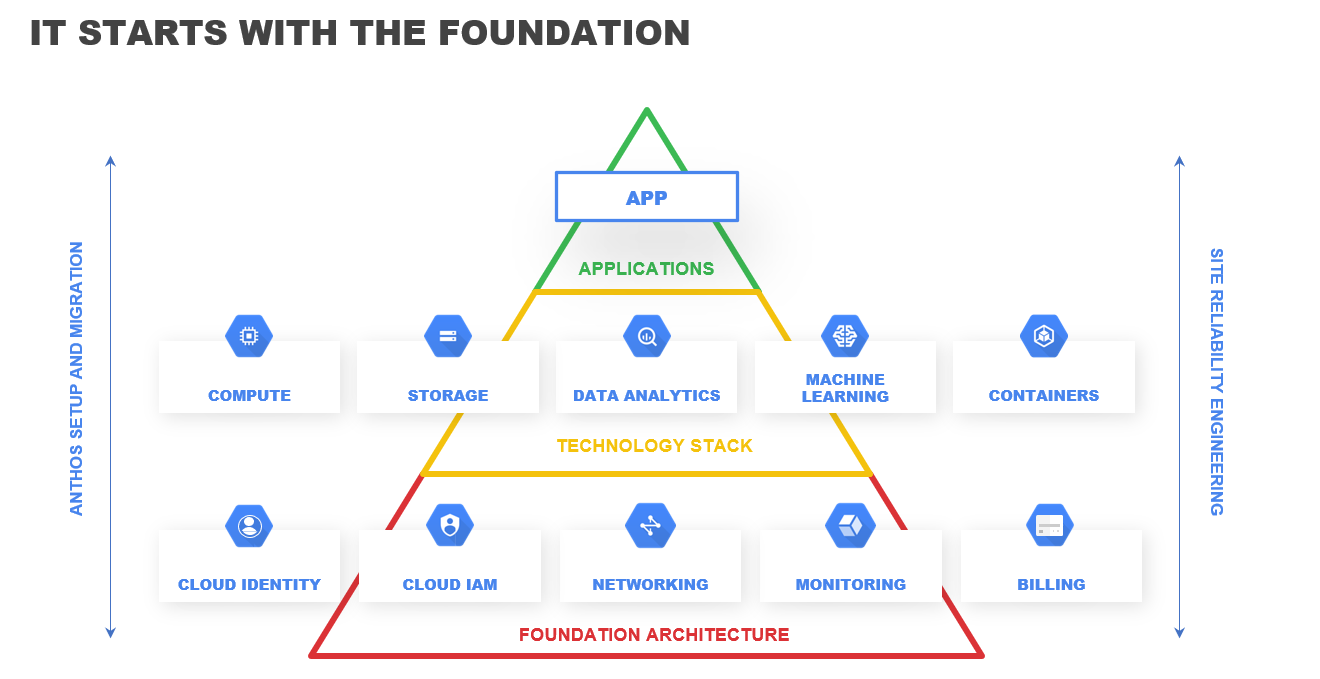 IT STARTS WITH THE FOUNDATION
APP
APPLICATIONS
ANTHOS SETUP AND MIGRATION
SITE RELIABILITY ENGINEERING
COMPUTE
STORAGE
DATA ANALYTICS
MACHINE
LEARNING
CONTAINERS
TECHNOLOGY STACK
CLOUD IDENTITY
CLOUD IAM
NETWORKING
MONITORING
BILLING
FOUNDATION ARCHITECTURE